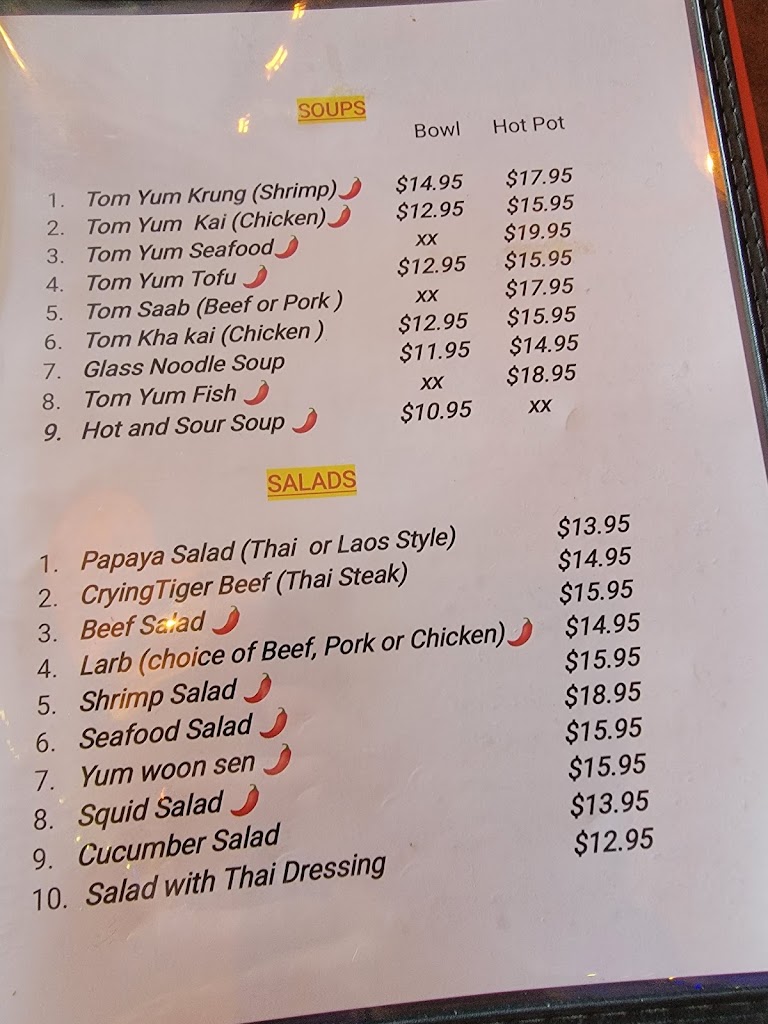 SOUPS
Bowl Hot Pot
1. Tom Yum Krung (Shrimp) $14.95 $17.95
2. Tom Yum Kai (Chicken) $12.95 $15.95
3. Tom Yum Seafood xx $19.95
4. Tom Yum Tofu $12.95 $15.95
5. Tom Saab (Beef or Pork ) xx $17.95
6. Tom Kha kai (Chicken ) $12.95 $15.95
7. Glass Noodle Soup $11.95 $14.95
8. Tom Yum Fish xx $18.95
9. Hot and Sour Soup $10.95 xx
SALADS
1. Papaya Salad (Thai or Laos Style) $13.95
2. CryingTiger Beef (Thai Steak) $14.95
3. Beef Salad $15.95
4. Larb (choice of Beef, Pork or Chicken) $14.95
5. Shrimp Salad $15.95
6. Seafood Salad $18.95
7. Yum woon sen $15.95
8. Squid Salad $15.95
9. Cucumber Salad $13.95
10. Salad with Thai Dressing $12.95